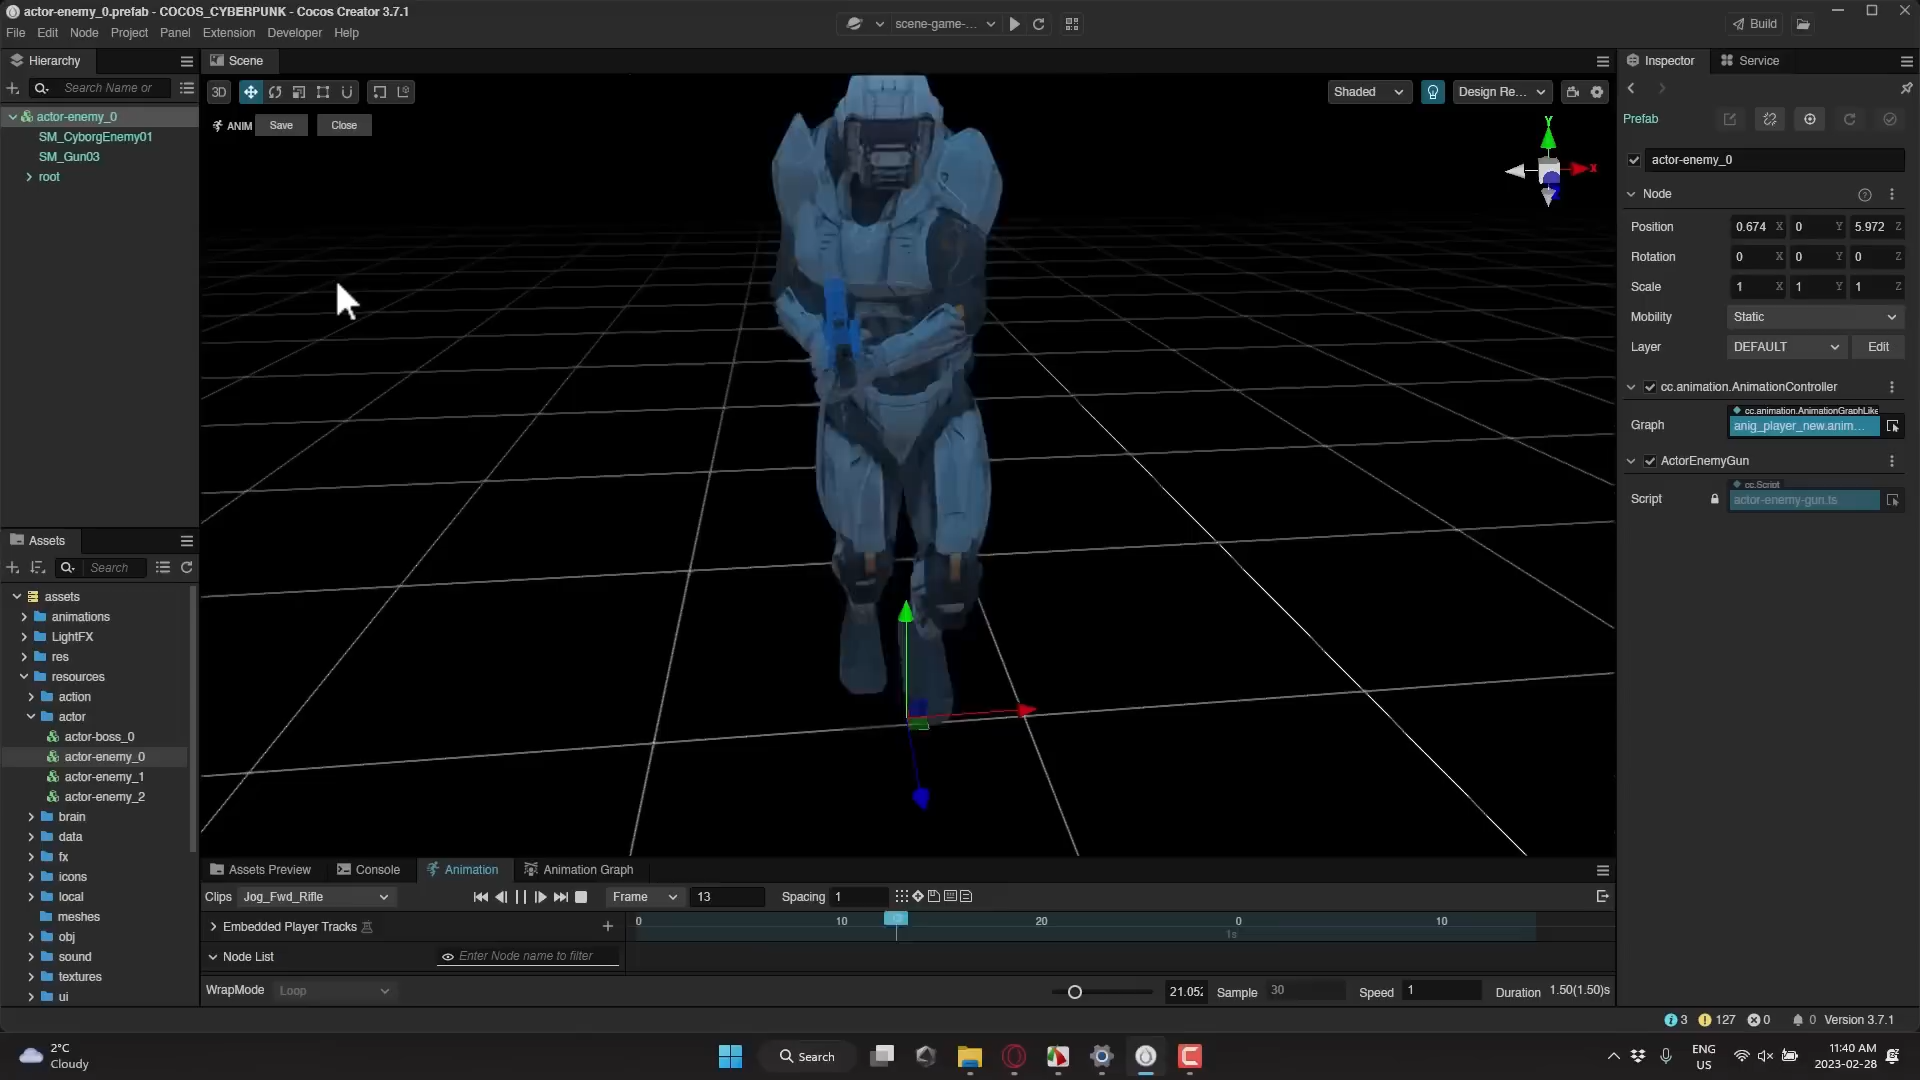 actor-enemy_0.prefab - COCOS_CYBERPUNK - Cocos Creator 3.7.1
File Edit Node Project Panel Extension Developer Help
scene-game-...
Build
Hierarchy
Search Name or
actor-enemy_0
SM_CyborgEnemy01
SM_Gun03
root
Scene
3D
Shaded
Design Re...
ANIM Save Close
Y
X
Inspector Service
Prefab
actor-enemy_0
Node
Position 0.674 X 0 Y 5.972 Z
Rotation 0 X 0 Y 0 Z
Scale 1 X 1 Y 1 Z
Mobility Static
Layer DEFAULT Edit
cc.animation.AnimationController
cc.animation.AnimationGraphLike
Graph anig_player_new.anim...
ActorEnemyGun
cc.Script
Script actor-enemy-gun.ts
Assets
Search
assets
animations
LightFX
res
resources
action
actor
actor-boss_0
actor-enemy_0
actor-enemy_1
actor-enemy_2
brain
data
fx
icons
local
meshes
obj
sound
textures
ui
Assets Preview Console Animation Animation Graph
Clips Jog_Fwd_Rifle Frame 13 Spacing 1
Embedded Player Tracks
0 10 20 0 10
1s
Node List Enter Node name to filter
WrapMode Loop 21.052 Sample 30 Speed 1 Duration 1.50(1.50)s
3 127 0 0 Version 3.7.1
2°C
Cloudy
Search
ENG
US
11:40 AM
2023-02-28